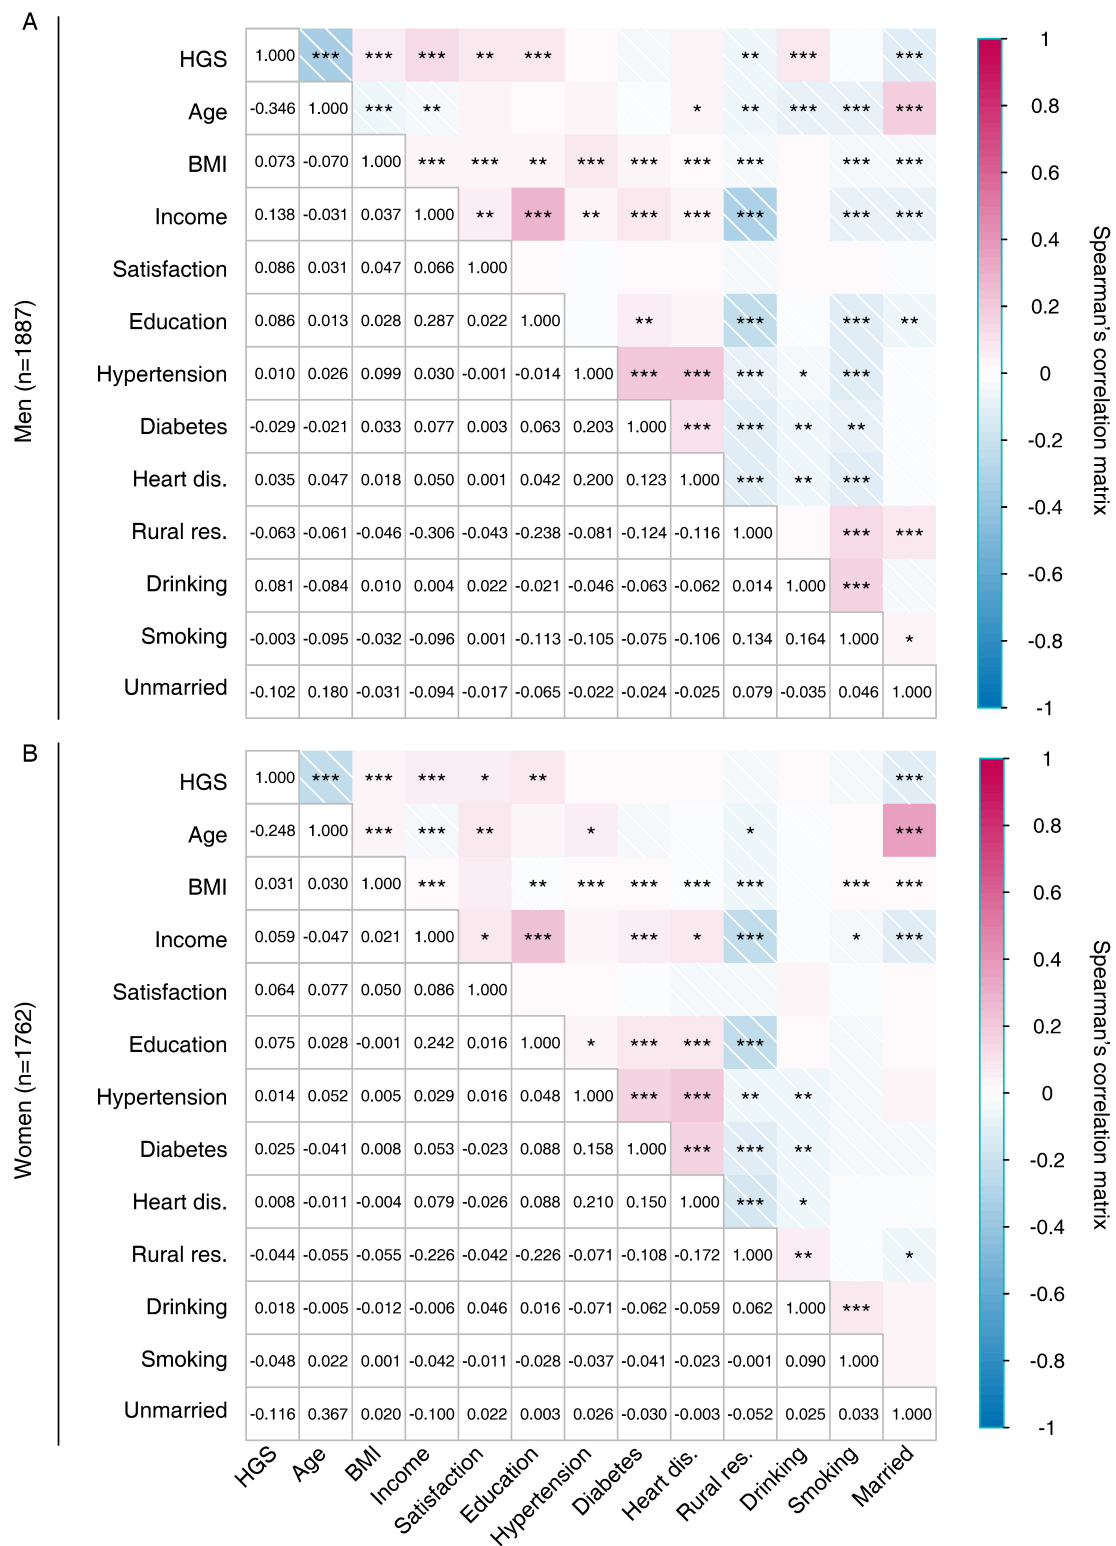 A
HGS 1.000 *** *** *** ** *** ** *** ***
Age -0.346 1.000 *** ** * ** *** *** ***
BMI 0.073 -0.070 1.000 *** *** ** *** *** *** *** *** ***
Income 0.138 -0.031 0.037 1.000 ** *** ** *** *** *** *** ***
Satisfaction 0.086 0.031 0.047 0.066 1.000
Education 0.086 0.013 0.028 0.287 0.022 1.000 ** *** *** **
Hypertension 0.010 0.026 0.099 0.030 -0.001 -0.014 1.000 *** *** *** * ***
Diabetes -0.029 -0.021 0.033 0.077 0.003 0.063 0.203 1.000 *** *** ** **
Heart dis. 0.035 0.047 0.018 0.050 0.001 0.042 0.200 0.123 1.000 *** ** ***
Rural res. -0.063 -0.061 -0.046 -0.306 -0.043 -0.238 -0.081 -0.124 -0.116 1.000 *** ***
Drinking 0.081 -0.084 0.010 0.004 0.022 -0.021 -0.046 -0.063 -0.062 0.014 1.000 ***
Smoking -0.003 -0.095 -0.032 -0.096 0.001 -0.113 -0.105 -0.075 -0.106 0.134 0.164 1.000 *
Unmarried -0.102 0.180 -0.031 -0.094 -0.017 -0.065 -0.022 -0.024 -0.025 0.079 -0.035 0.046 1.000
Men (n=1887)
1
0.8
0.6
0.4
0.2
0
-0.2
-0.4
-0.6
-0.8
-1
Spearman's correlation matrix
B
HGS 1.000 *** *** *** * ** ***
Age -0.248 1.000 *** *** ** * * ***
BMI 0.031 0.030 1.000 *** ** *** *** *** *** *** ***
Income 0.059 -0.047 0.021 1.000 * *** *** * *** * ***
Satisfaction 0.064 0.077 0.050 0.086 1.000
Education 0.075 0.028 -0.001 0.242 0.016 1.000 * *** *** ***
Hypertension 0.014 0.052 0.005 0.029 0.016 0.048 1.000 *** *** ** **
Diabetes 0.025 -0.041 0.008 0.053 -0.023 0.088 0.158 1.000 *** *** **
Heart dis. 0.008 -0.011 -0.004 0.079 -0.026 0.088 0.210 0.150 1.000 *** *
Rural res. -0.044 -0.055 -0.055 -0.226 -0.042 -0.226 -0.071 -0.108 -0.172 1.000 ** *
Drinking 0.018 -0.005 -0.012 -0.006 0.046 0.016 -0.071 -0.062 -0.059 0.062 1.000 ***
Smoking -0.048 0.022 0.001 -0.042 -0.011 -0.028 -0.037 -0.041 -0.023 -0.001 0.090 1.000
Unmarried -0.116 0.367 0.020 -0.100 0.022 0.003 0.026 -0.030 -0.003 -0.052 0.025 0.033 1.000
Women (n=1762)
1
0.8
0.6
0.4
0.2
0
-0.2
-0.4
-0.6
-0.8
-1
Spearman's correlation matrix
HGS Age BMI Income Satisfaction Education Hypertension Diabetes Heart dis. Rural res. Drinking Smoking Married